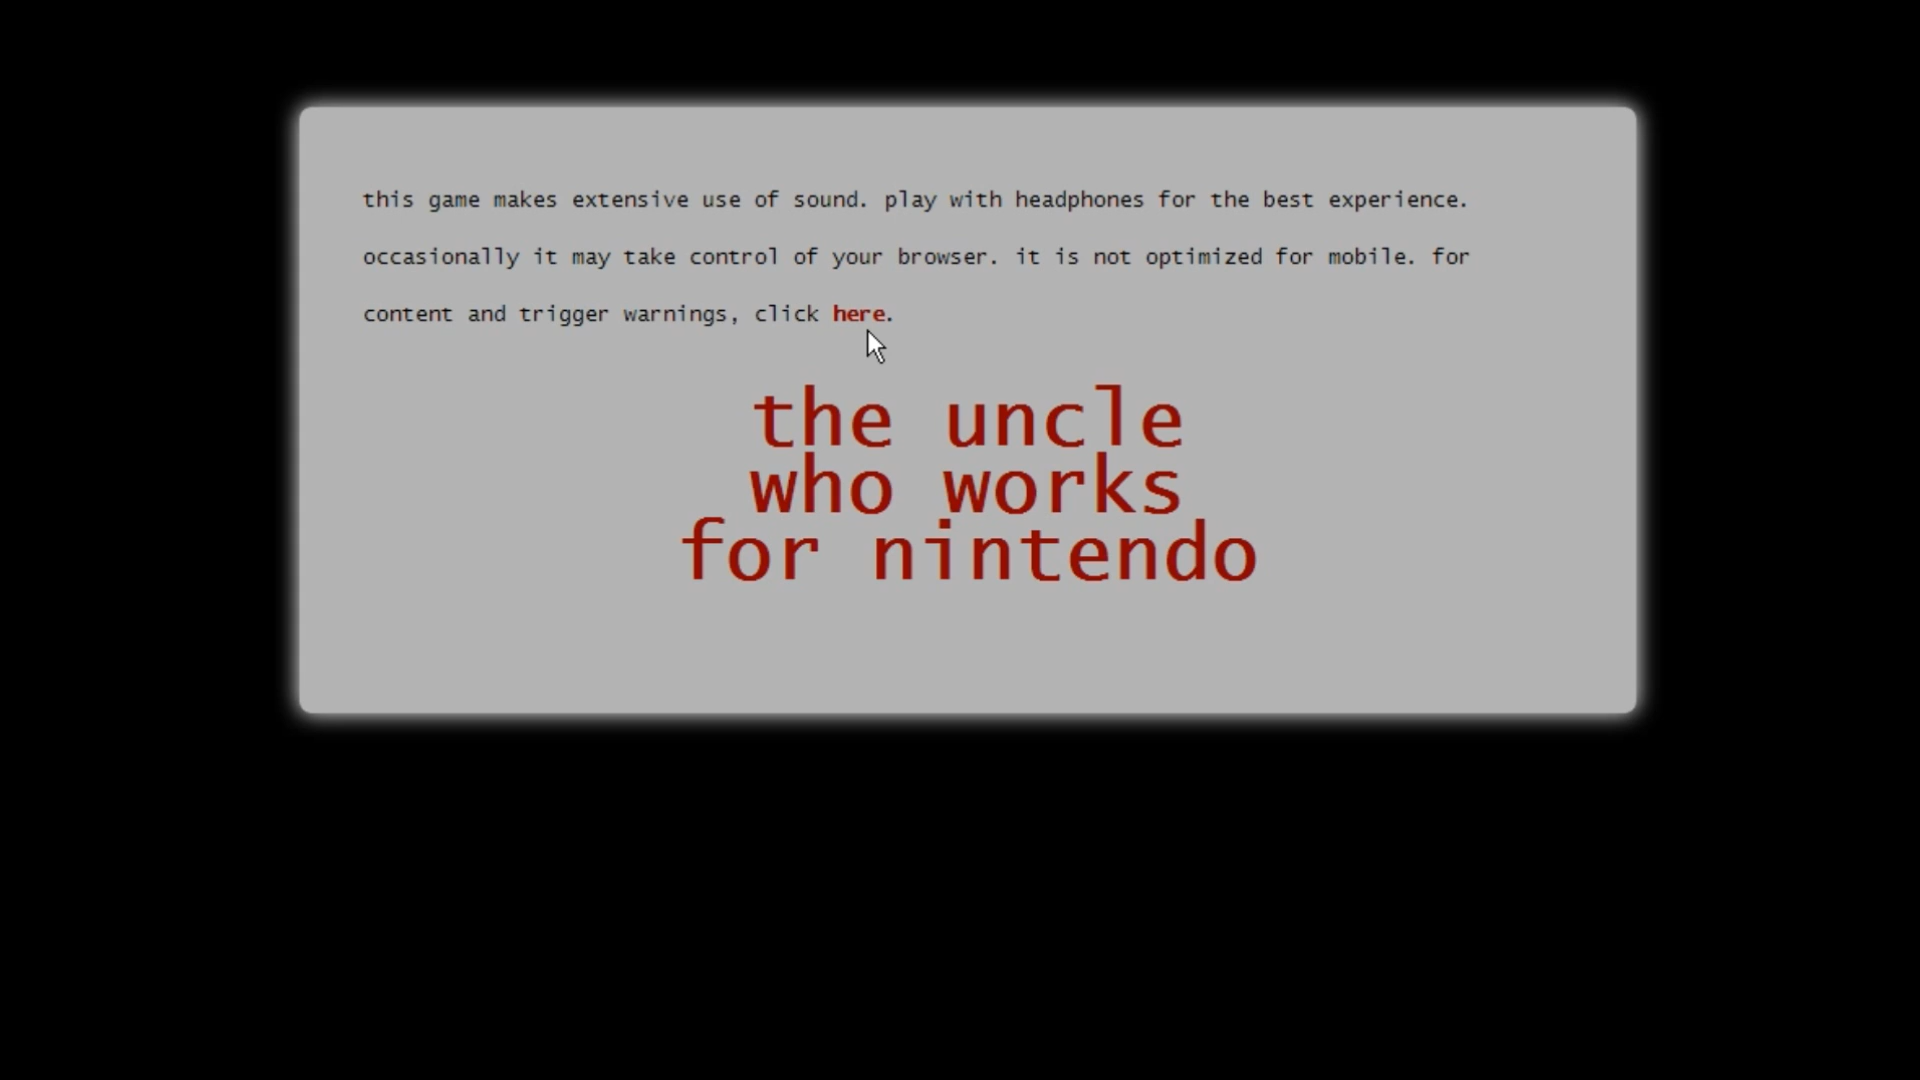 this game makes extensive use of sound. play with headphones for the best experience.
occasionally it may take control of your browser. it is not optimized for mobile. for
content and trigger warnings, click here.
the uncle
who works
for nintendo